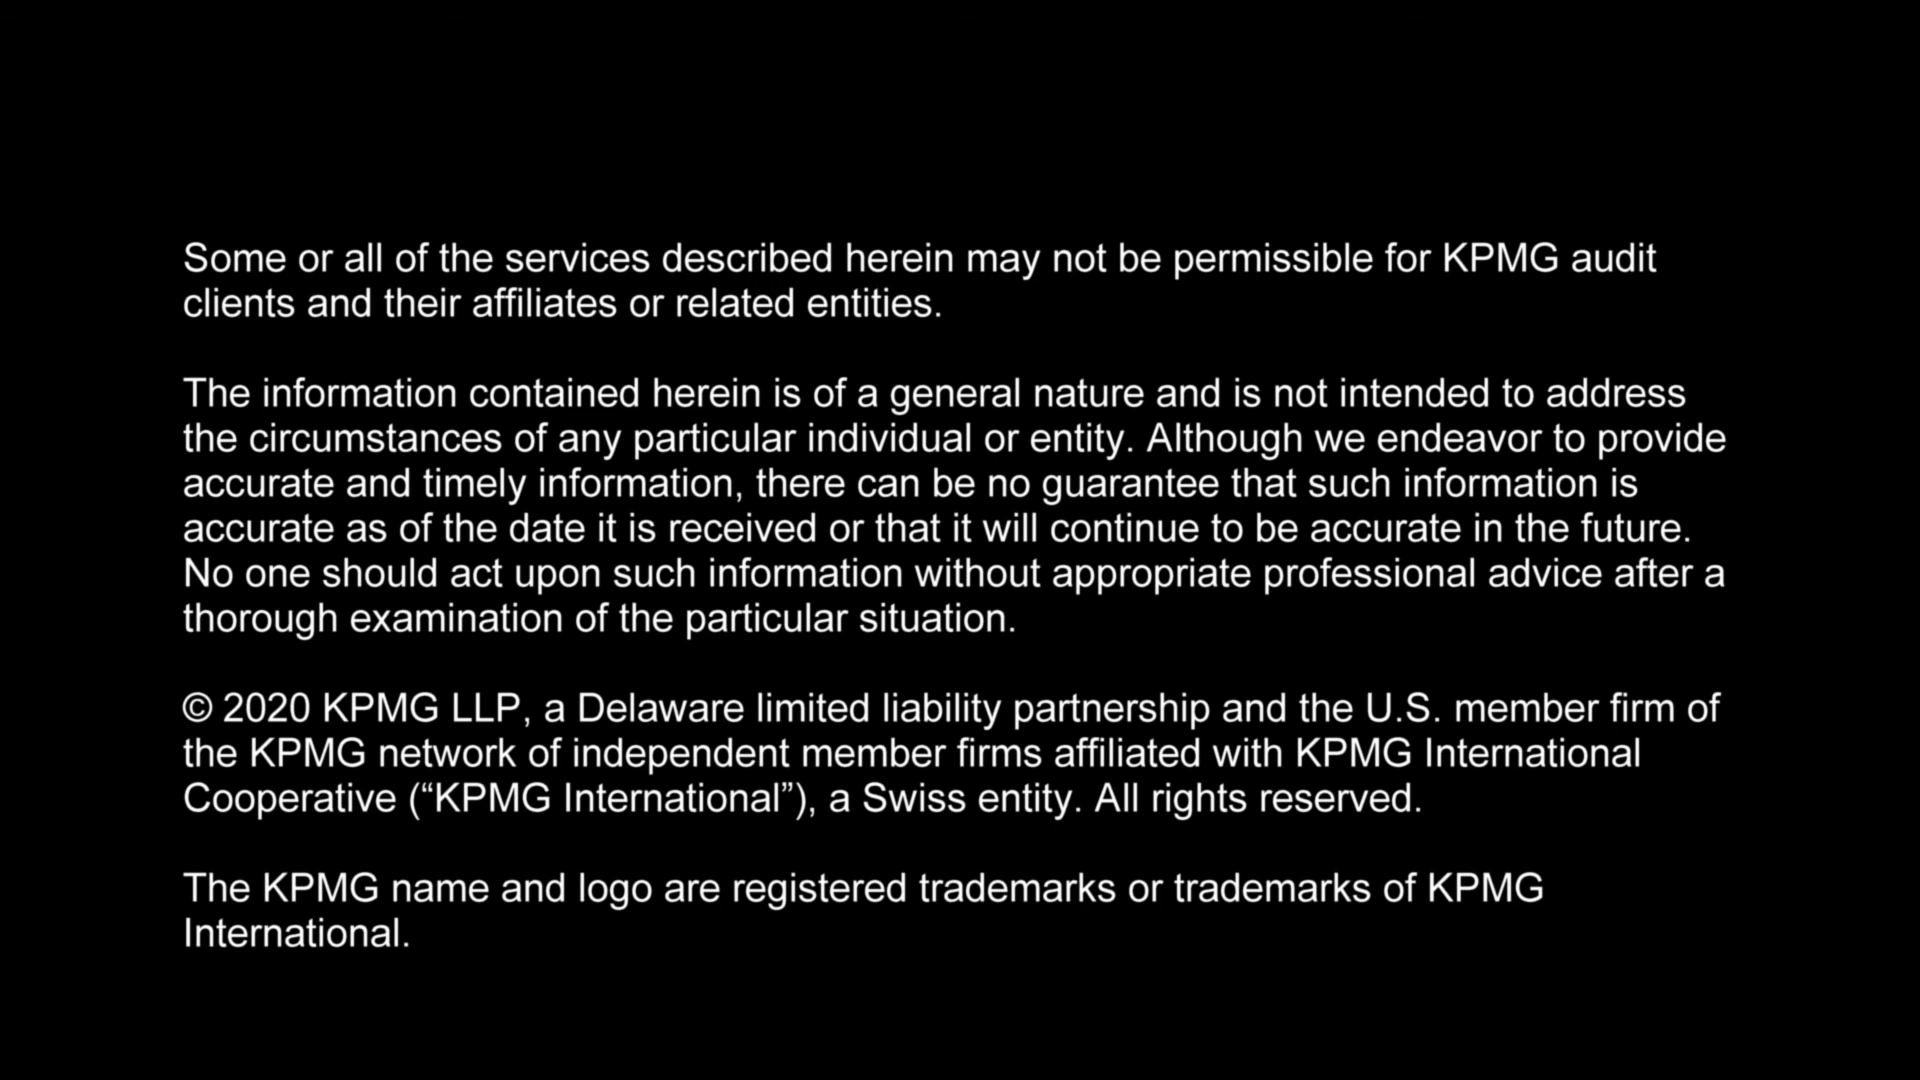 Some or all of the services described herein may not be permissible for KPMG audit
clients and their affiliates or related entities.
The information contained herein is of a general nature and is not intended to address
the circumstances of any particular individual or entity. Although we endeavor to provide
accurate and timely information, there can be no guarantee that such information is
accurate as of the date it is received or that it will continue to be accurate in the future.
No one should act upon such information without appropriate professional advice after a
thorough examination of the particular situation.
© 2020 KPMG LLP, a Delaware limited liability partnership and the U.S. member firm of
the KPMG network of independent member firms affiliated with KPMG International
Cooperative (“KPMG International”), a Swiss entity. All rights reserved.
The KPMG name and logo are registered trademarks or trademarks of KPMG
International.